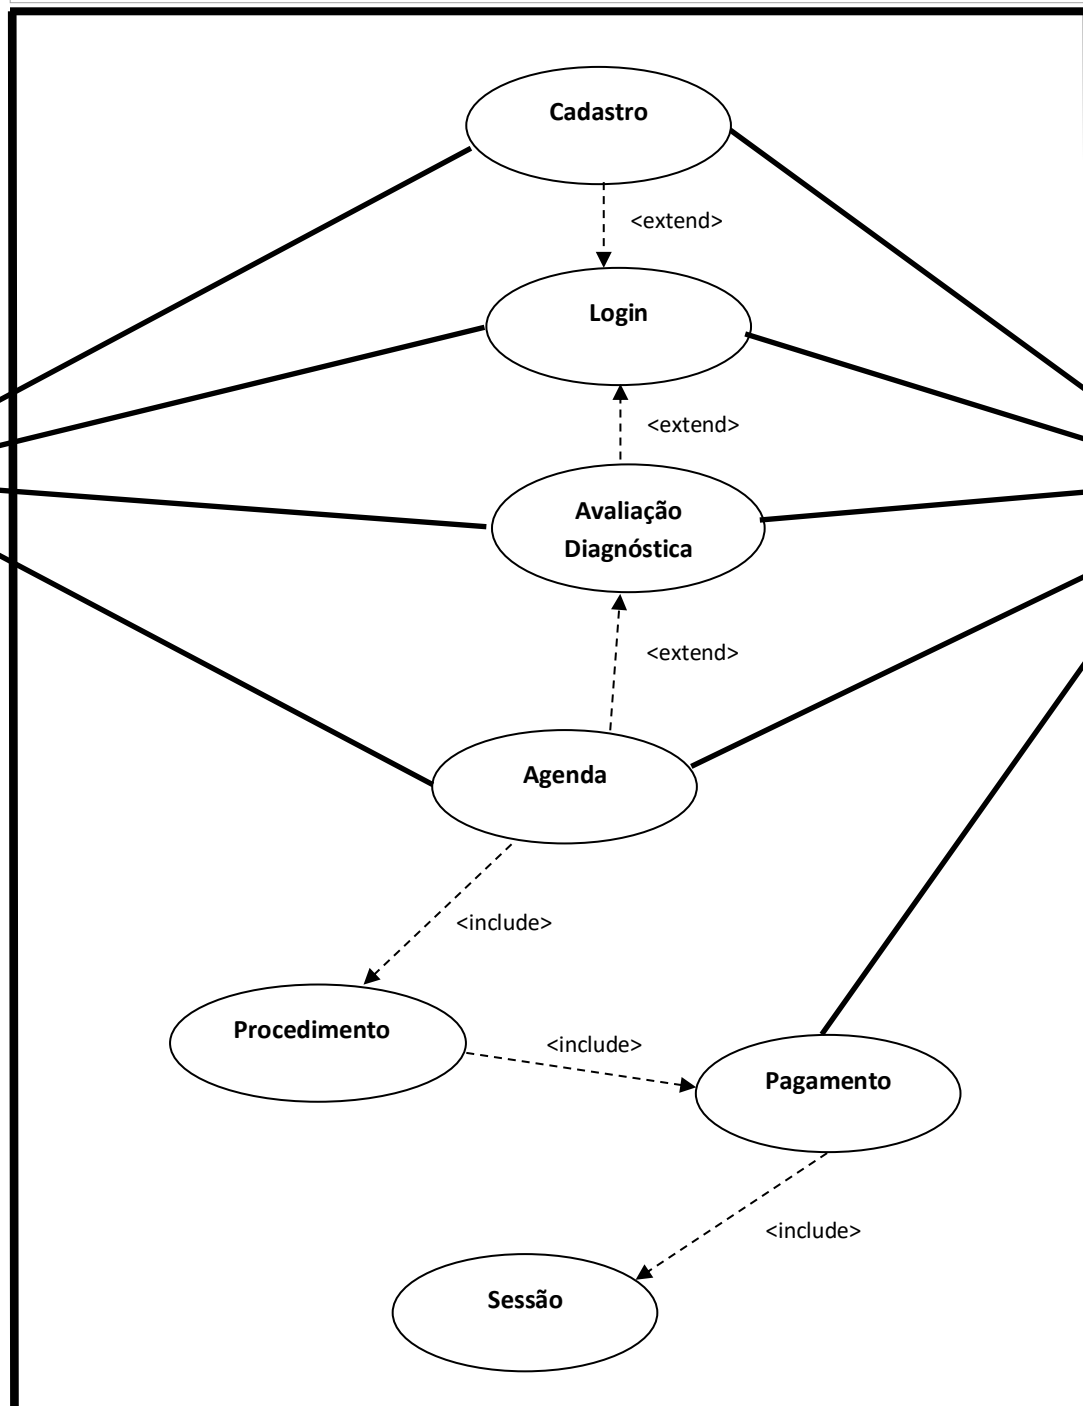 Cadastro
<extend>
Login
<extend>
Avaliação
Diagnóstica
<extend>
Agenda
<include>
Procedimento
<include>
Pagamento
<include>
Sessão